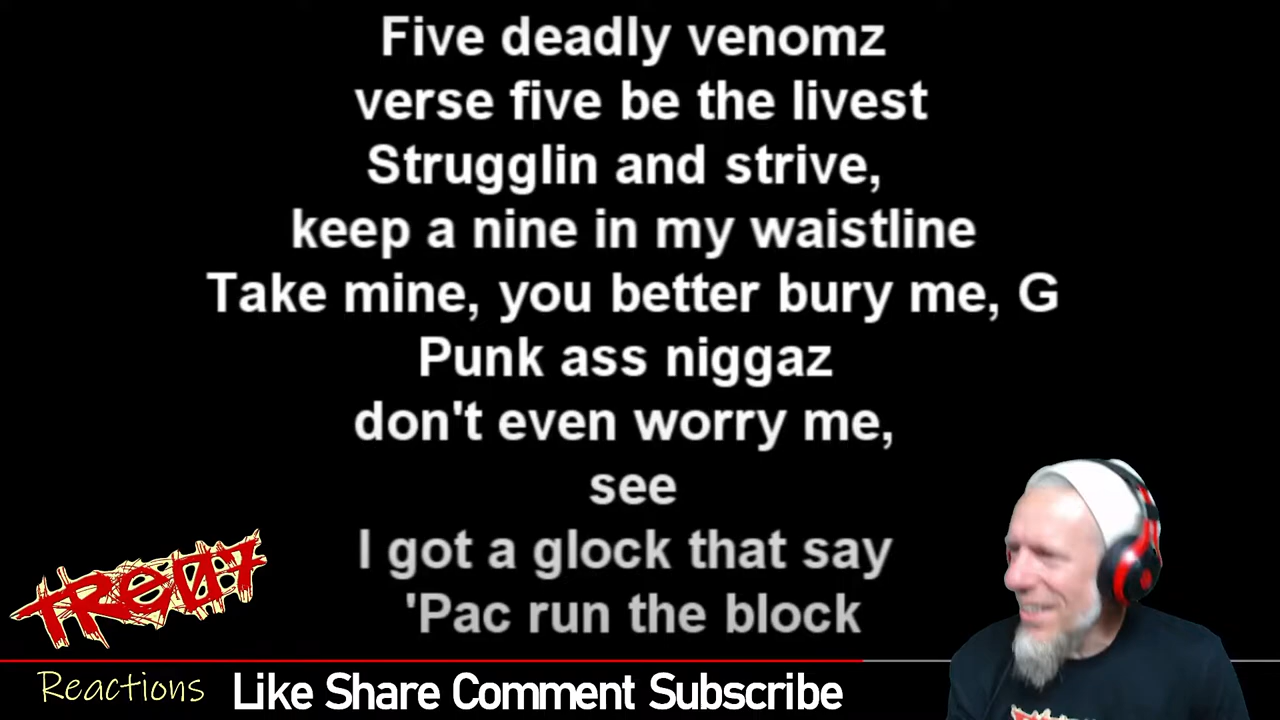 Five deadly venomz
verse five be the livest
Strugglin and strive,
keep a nine in my waistline
Take mine, you better bury me, G
Punk ass niggaz
don't even worry me,
see
I got a glock that say
'Pac run the block
TRE07
Reactions
Like Share Comment Subscribe